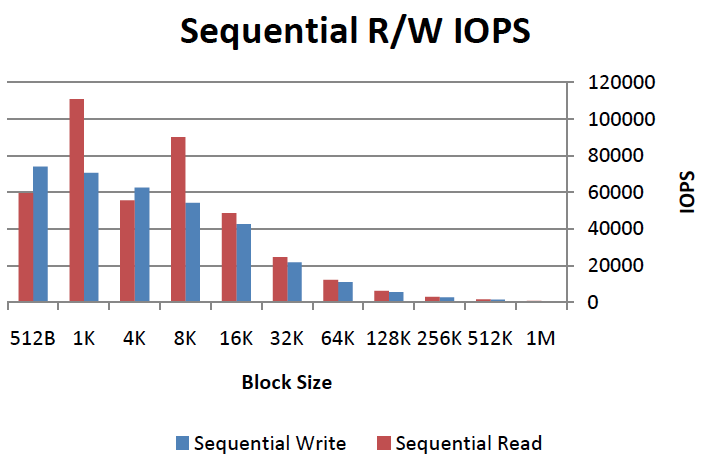 Sequential R/W IOPS
120000
100000
80000
60000
40000
20000
0
IOPS
512B 1K 4K 8K 16K 32K 64K 128K 256K 512K 1M
Block Size
Sequential Write Sequential Read